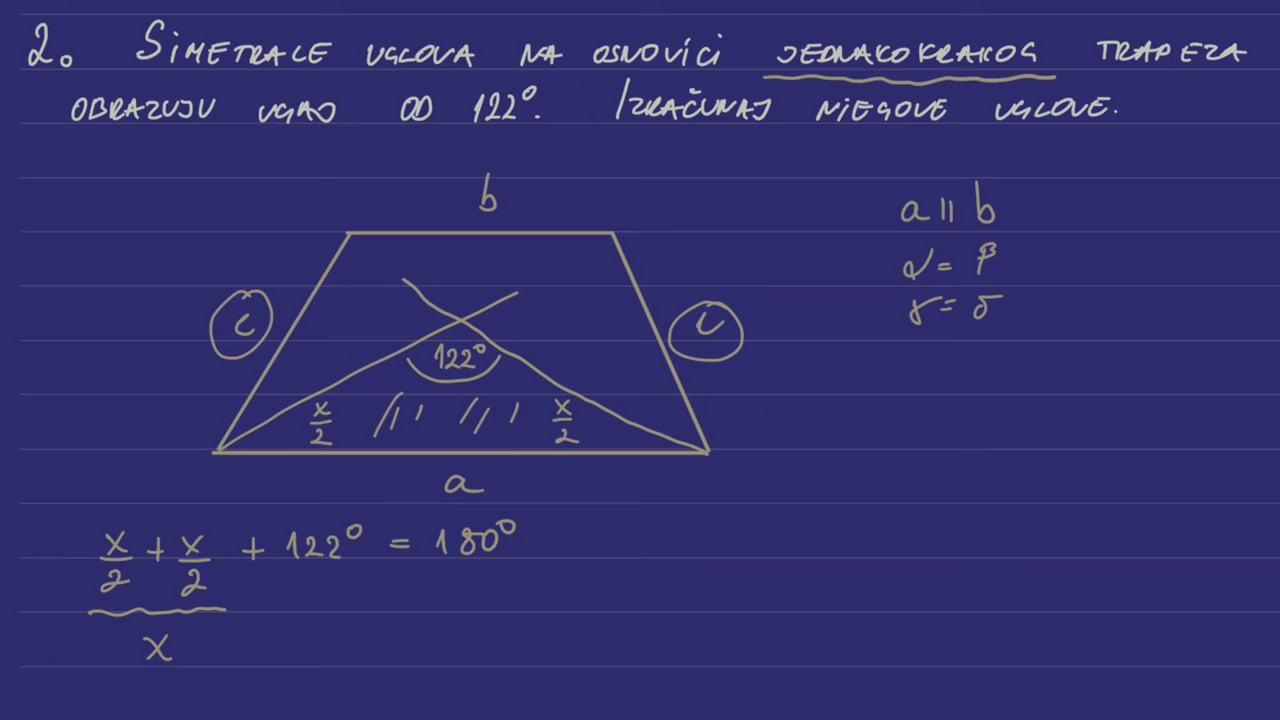 2. SIMETRALE UGLOVA NA OSNOVICI JEDNAKOKRAKOG TRAPEZA
OBRAZUJU UGAO OD 122°. IZRAČUNAJ NJEGOVE UGLOVE.
b
a || b
α = β
γ = δ
c
c
122°
x/2
x/2
a
x/2 + x/2 + 122° = 180°
x